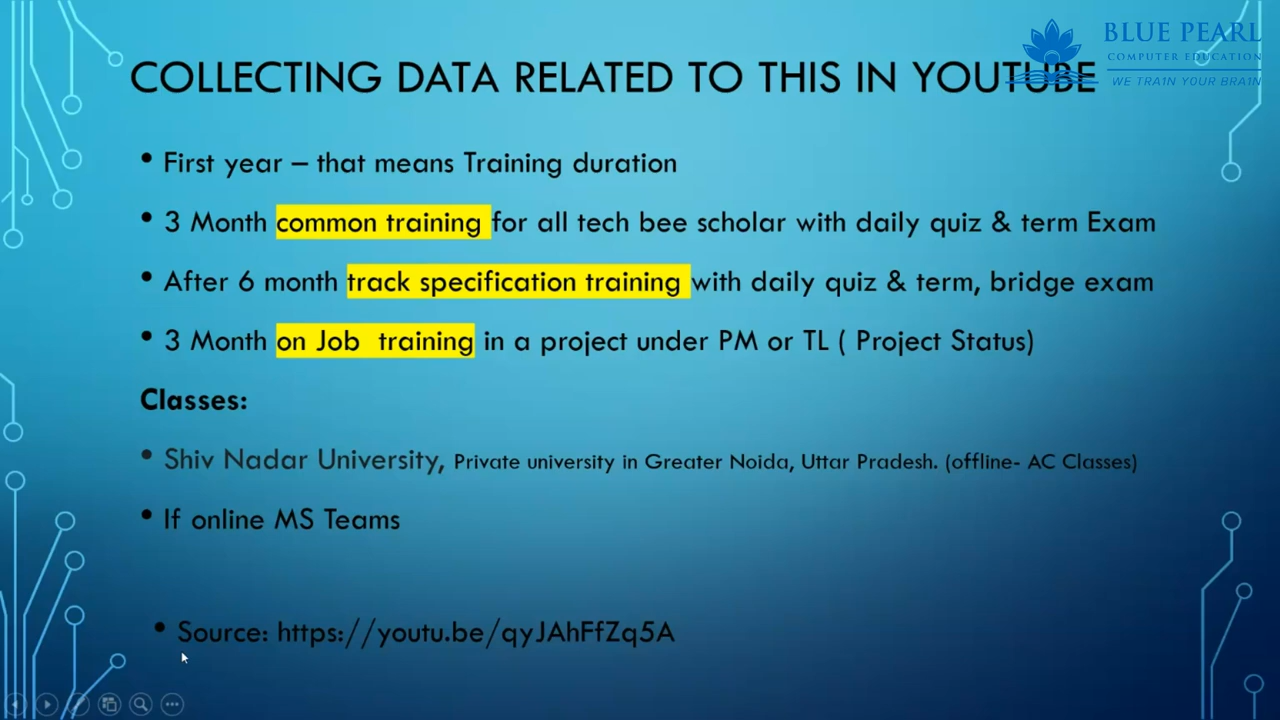 BLUE PEARL
COMPUTER EDUCATION
WE TRAIN YOUR BRAIN
COLLECTING DATA RELATED TO THIS IN YOUTUBE
• First year – that means Training duration
• 3 Month common training for all tech bee scholar with daily quiz & term Exam
• After 6 month track specification training with daily quiz & term, bridge exam
• 3 Month on Job training in a project under PM or TL ( Project Status)
Classes:
• Shiv Nadar University, Private university in Greater Noida, Uttar Pradesh. (offline- AC Classes)
• If online MS Teams
• Source: https://youtu.be/qyJAhFfZq5A